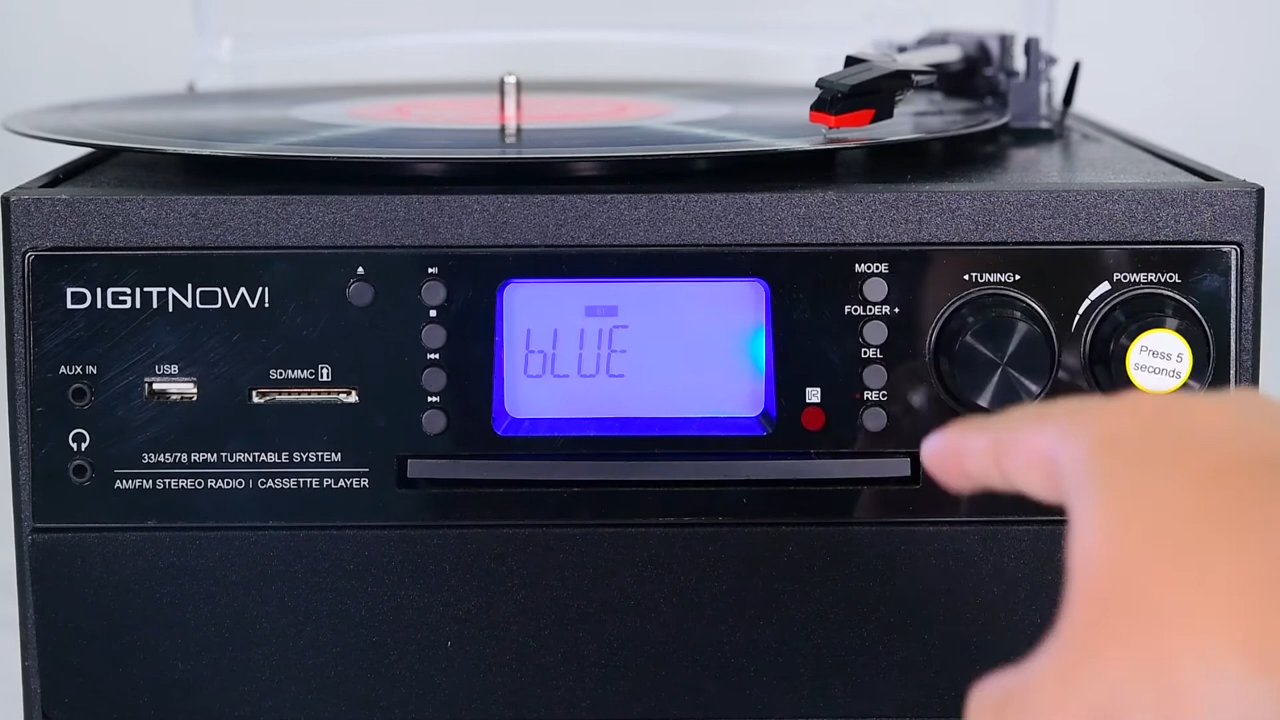 DIGITNOW!
MODE
◄TUNING►
POWER/VOL
FOLDER +
bLUE
DEL
Press 5
seconds
AUX IN
USB
SD/MMC
REC
33/45/78 RPM TURNTABLE SYSTEM
AM/FM STEREO RADIO | CASSETTE PLAYER